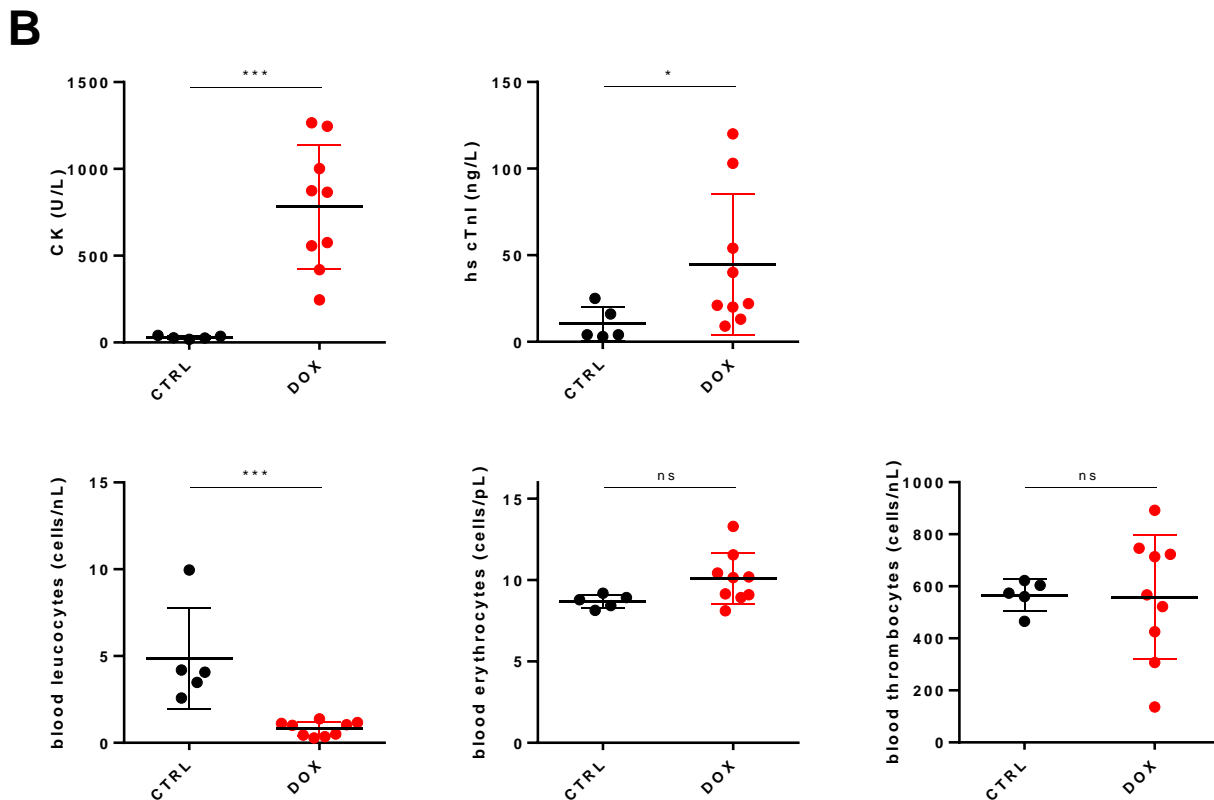 B
***
1500
1000
500
0
CK (U/L)
CTRL
DOX
*
150
100
50
0
hs cTnI (ng/L)
CTRL
DOX
***
15
10
5
0
blood leucocytes (cells/nL)
CTRL
DOX
ns
15
10
5
0
blood erythrocytes (cells/pL)
CTRL
DOX
ns
1000
800
600
400
200
0
blood thrombocytes (cells/nL)
CTRL
DOX